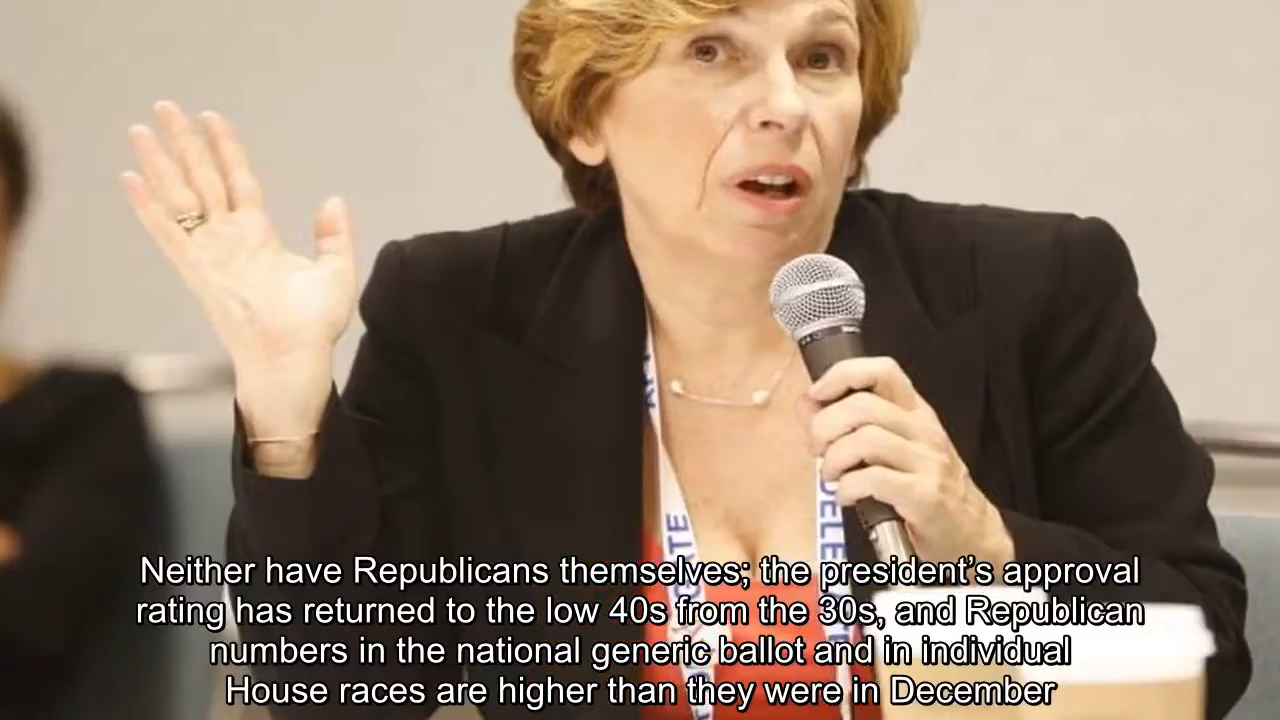 Neither have Republicans themselves; the president’s approval
rating has returned to the low 40s from the 30s, and Republican
numbers in the national generic ballot and in individual
House races are higher than they were in December